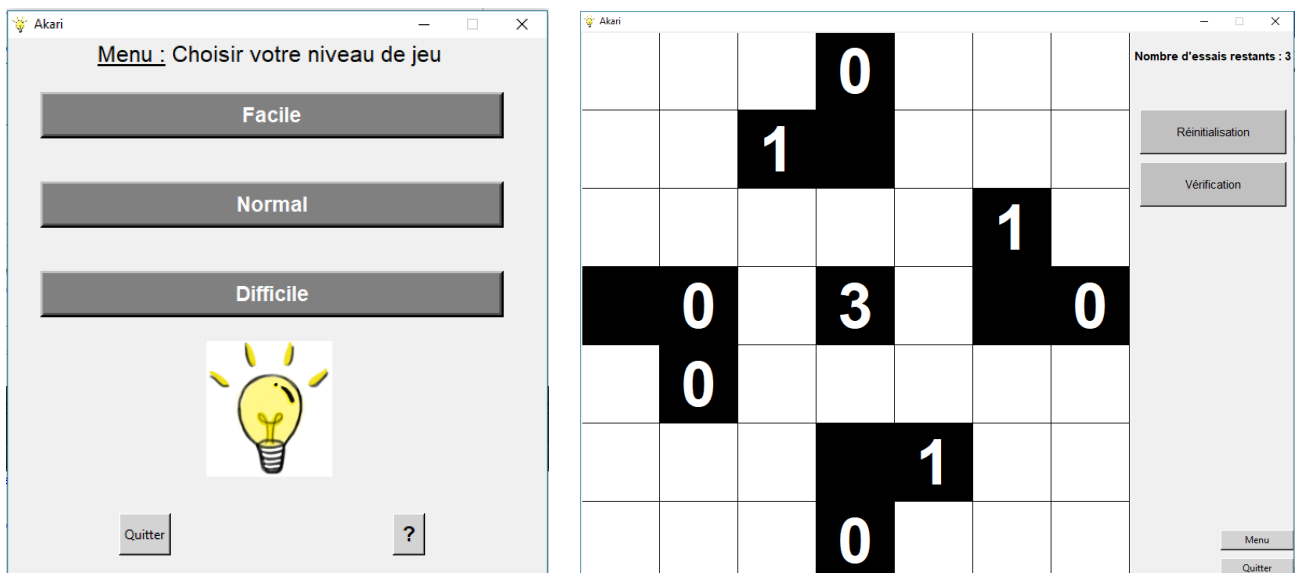 Akari
Menu : Choisir votre niveau de jeu
Facile
Normal
Difficile
Quitter
?
Akari
Nombre d'essais restants : 3
0
1
1
0 3 0
0
1
0
Réinitialisation
Vérification
Menu
Quitter